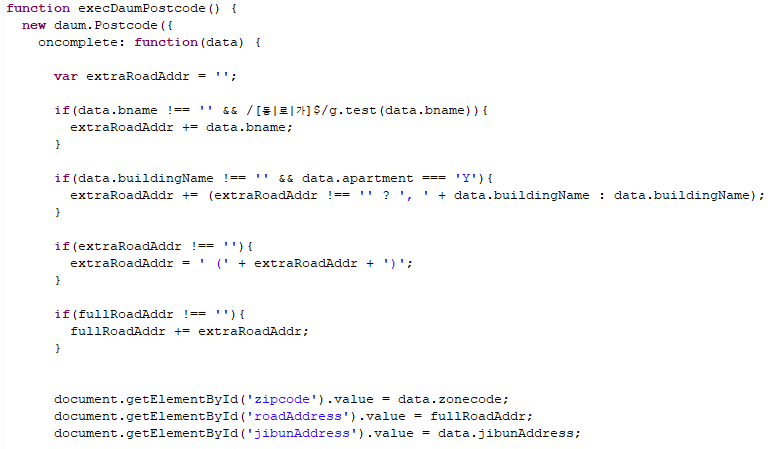 function execDaumPostcode() {
new daum.Postcode({
oncomplete: function(data) {
var extraRoadAddr = '';
if(data.bname !== '' && /[동|로|가]$/g.test(data.bname)){
extraRoadAddr += data.bname;
}
if(data.buildingName !== '' && data.apartment === 'Y'){
extraRoadAddr += (extraRoadAddr !== '' ? ', ' + data.buildingName : data.buildingName);
}
if(extraRoadAddr !== ''){
extraRoadAddr = ' (' + extraRoadAddr + ')';
}
if(fullRoadAddr !== ''){
fullRoadAddr += extraRoadAddr;
}
document.getElementById('zipcode').value = data.zonecode;
document.getElementById('roadAddress').value = fullRoadAddr;
document.getElementById('jibunAddress').value = data.jibunAddress;